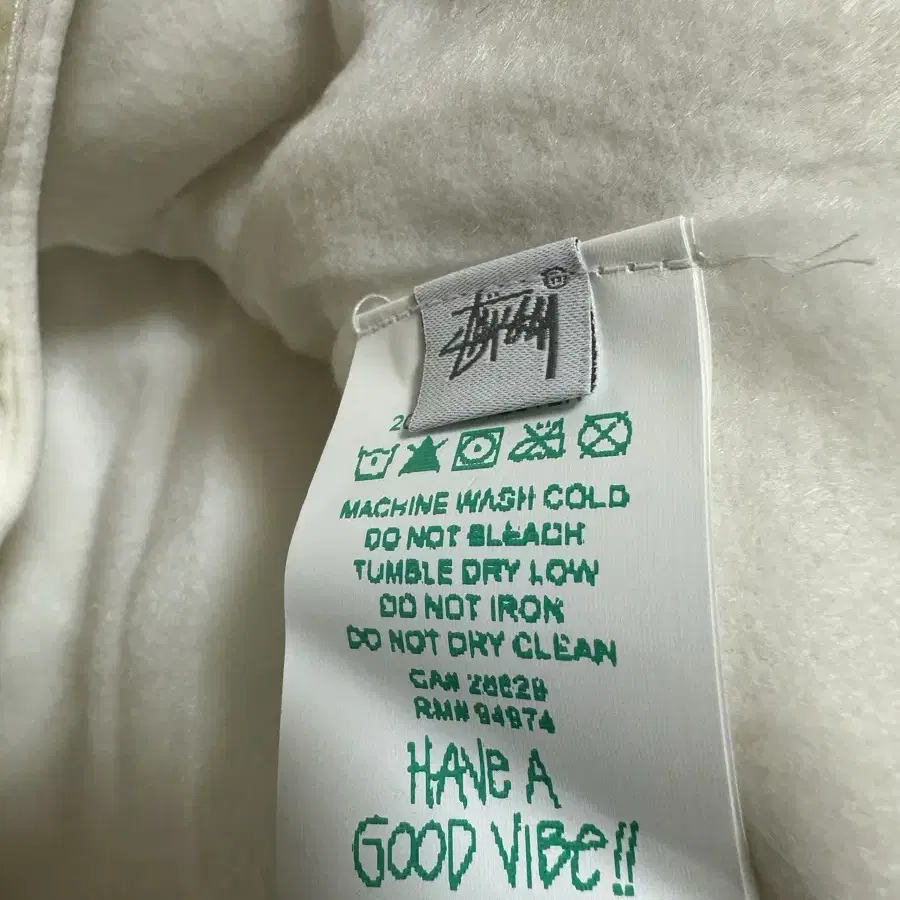 STÜSSY ®
MACHINE WASH COLD
DO NOT BLEACH
TUMBLE DRY LOW
DO NOT IRON
DO NOT DRY CLEAN
CA# 28629
RN# 94974
HAVE A
GOOD VIBE!!